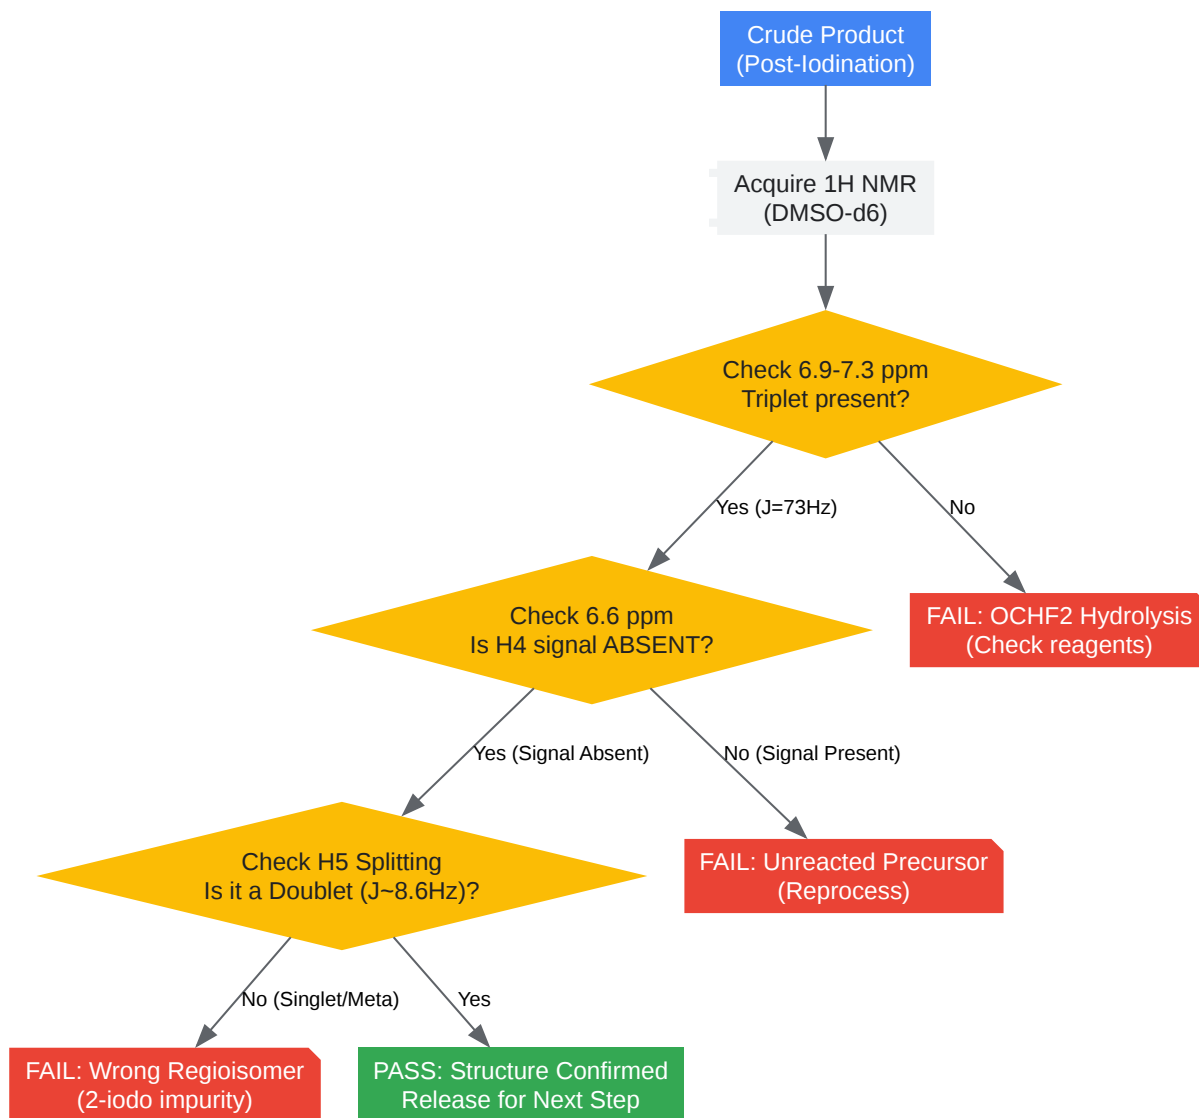 Crude Product
(Post-Iodination)
Acquire 1H NMR
(DMSO-d6)
Check 6.9-7.3 ppm
Triplet present?
Yes (J=73Hz)
No
Check 6.6 ppm
Is H4 signal ABSENT?
FAIL: OCHF2 Hydrolysis
(Check reagents)
Yes (Signal Absent)
No (Signal Present)
Check H5 Splitting
Is it a Doublet (J~8.6Hz)?
FAIL: Unreacted Precursor
(Reprocess)
No (Singlet/Meta)
Yes
FAIL: Wrong Regioisomer
(2-iodo impurity)
PASS: Structure Confirmed
Release for Next Step